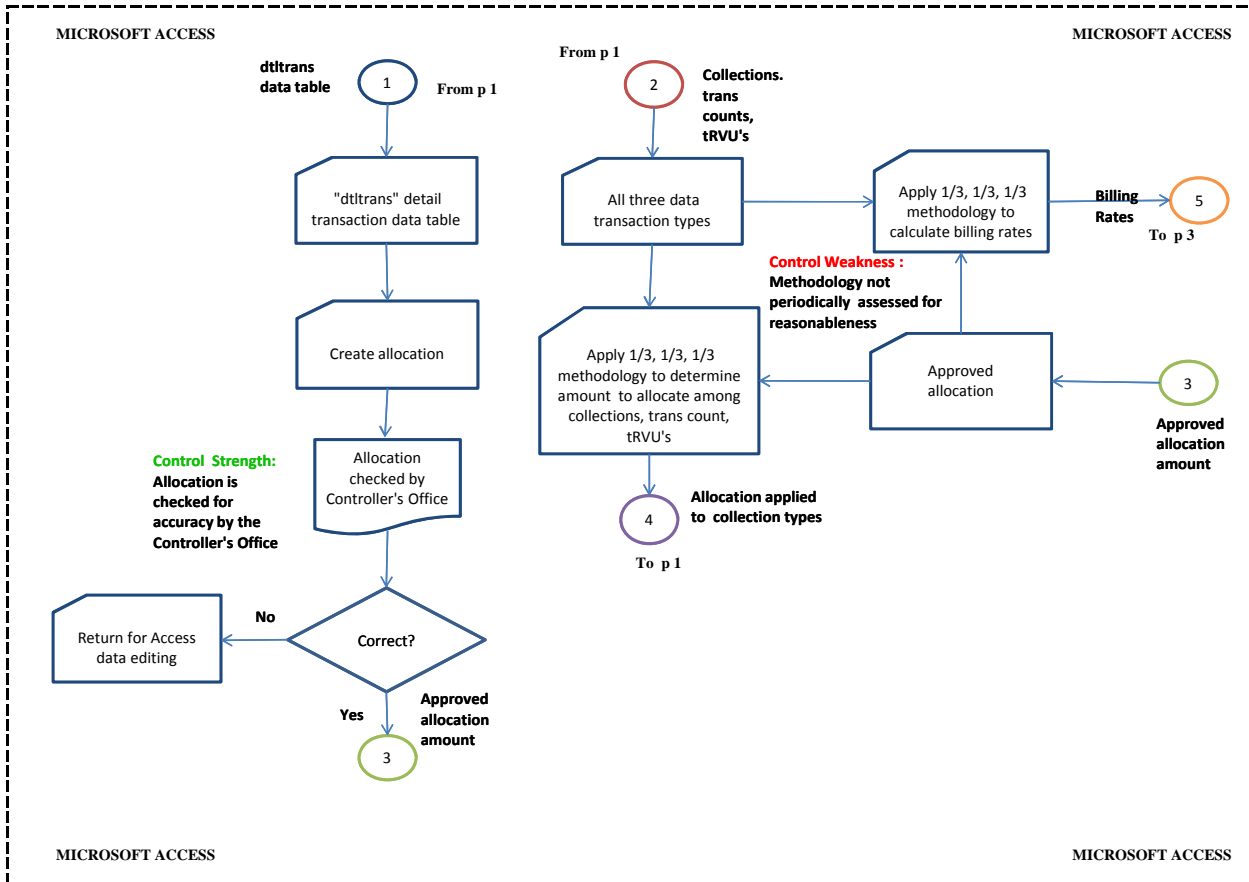 MICROSOFT ACCESS
MICROSOFT ACCESS
dtltrans
data table
1
From p 1
"dtltrans" detail
transaction data table
Create allocation
Control  Strength:
Allocation is
checked for
accuracy by the
Controller's Office
Allocation
checked by
Controller's Office
Correct?
No
Return for Access
data editing
Yes
Approved
allocation
amount
3
From p 1
2
Collections.
trans
counts,
tRVU's
All three data
transaction types
Apply 1/3, 1/3, 1/3
methodology to
calculate billing rates
Billing
Rates
5
To  p 3
Control Weakness :
Methodology not
periodically  assessed for
reasonableness
Apply 1/3, 1/3, 1/3
methodology to determine
amount  to allocate among
collections, trans count,
tRVU's
Approved
allocation
3
Approved
allocation
amount
4
Allocation applied
to  collection types
To  p 1
MICROSOFT ACCESS
MICROSOFT ACCESS